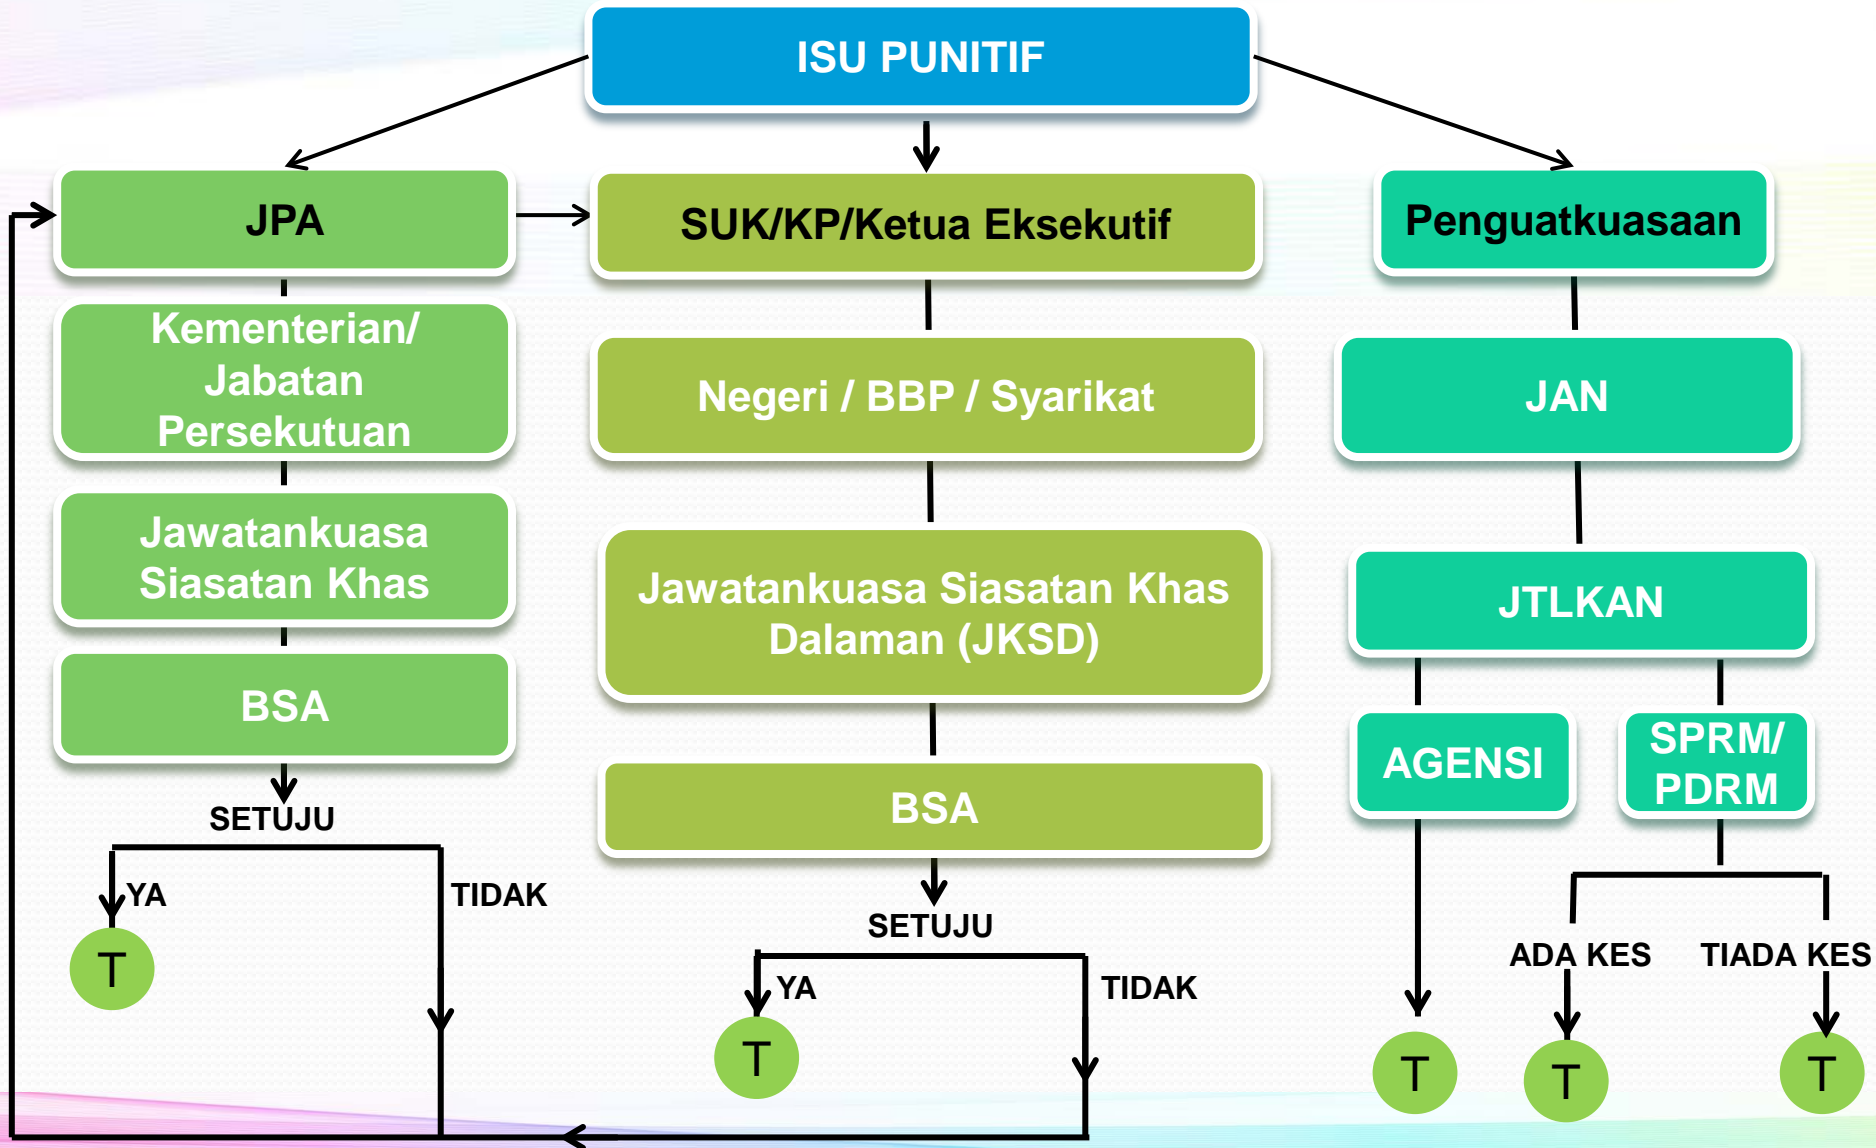 ISU PUNITIF
JPA
SUK/KP/Ketua Eksekutif
Penguatkuasaan
Kementerian/
Jabatan
Persekutuan
Negeri / BBP / Syarikat
JAN
Jawatankuasa
Siasatan Khas
Jawatankuasa Siasatan Khas
Dalaman (JKSD)
JTLKAN
BSA
BSA
AGENSI
SPRM/
PDRM
SETUJU
YA
TIDAK
T
SETUJU
YA
TIDAK
T
ADA KES
TIADA KES
T
T
T